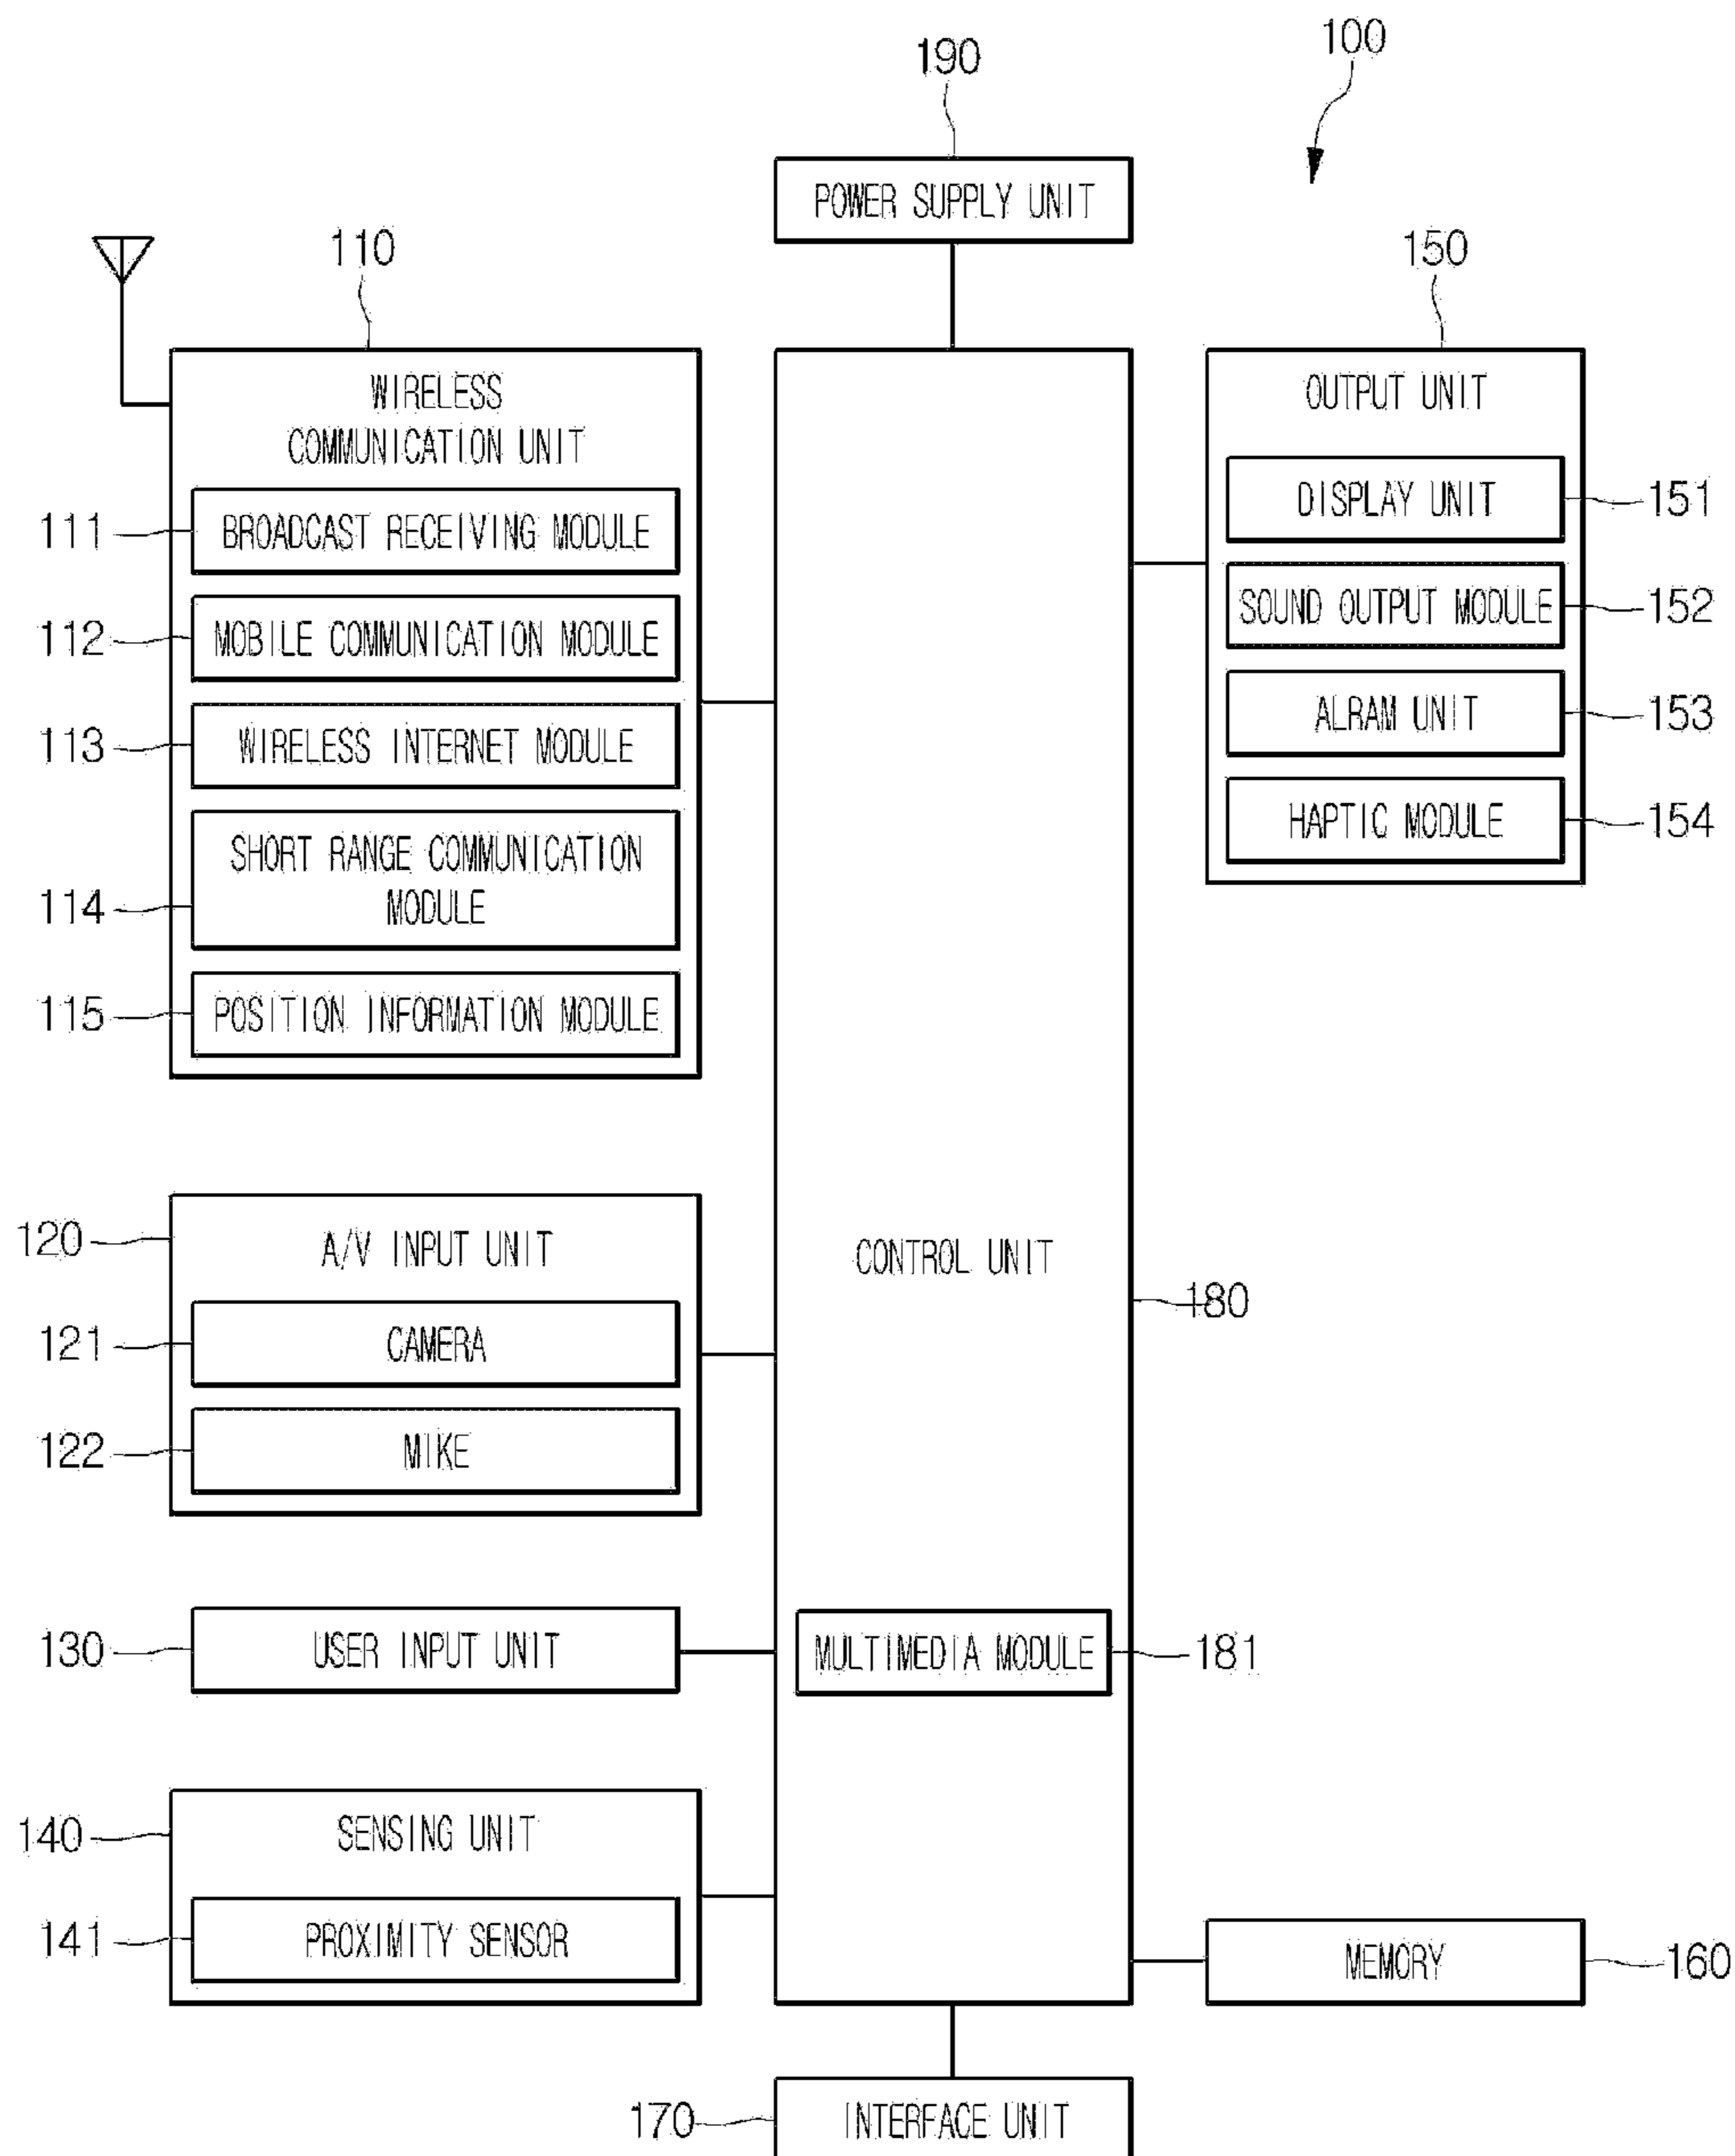 100
190
POWER SUPPLY UNIT
110
150
WIRELESS
COMMUNICATION UNIT
111
BROADCAST RECEIVING MODULE
112
MOBILE COMMUNICATION MODULE
113
WIRELESS INTERNET MODULE
SHORT RANGE COMMUNICATION
114
MODULE
115
POSITION INFORMATION MODULE
OUTPUT UNIT
DISPLAY UNIT
151
SOUND OUTPUT MODULE
152
ALRAM UNIT
153
HAPTIC MODULE
154
120
A/V INPUT UNIT
121
CAMERA
122
MIKE
CONTROL UNIT
180
130
USER INPUT UNIT
MULTIMEDIA MODULE
181
140
SENSING UNIT
141
PROXIMITY SENSOR
MEMORY
160
170
INTERFACE UNIT